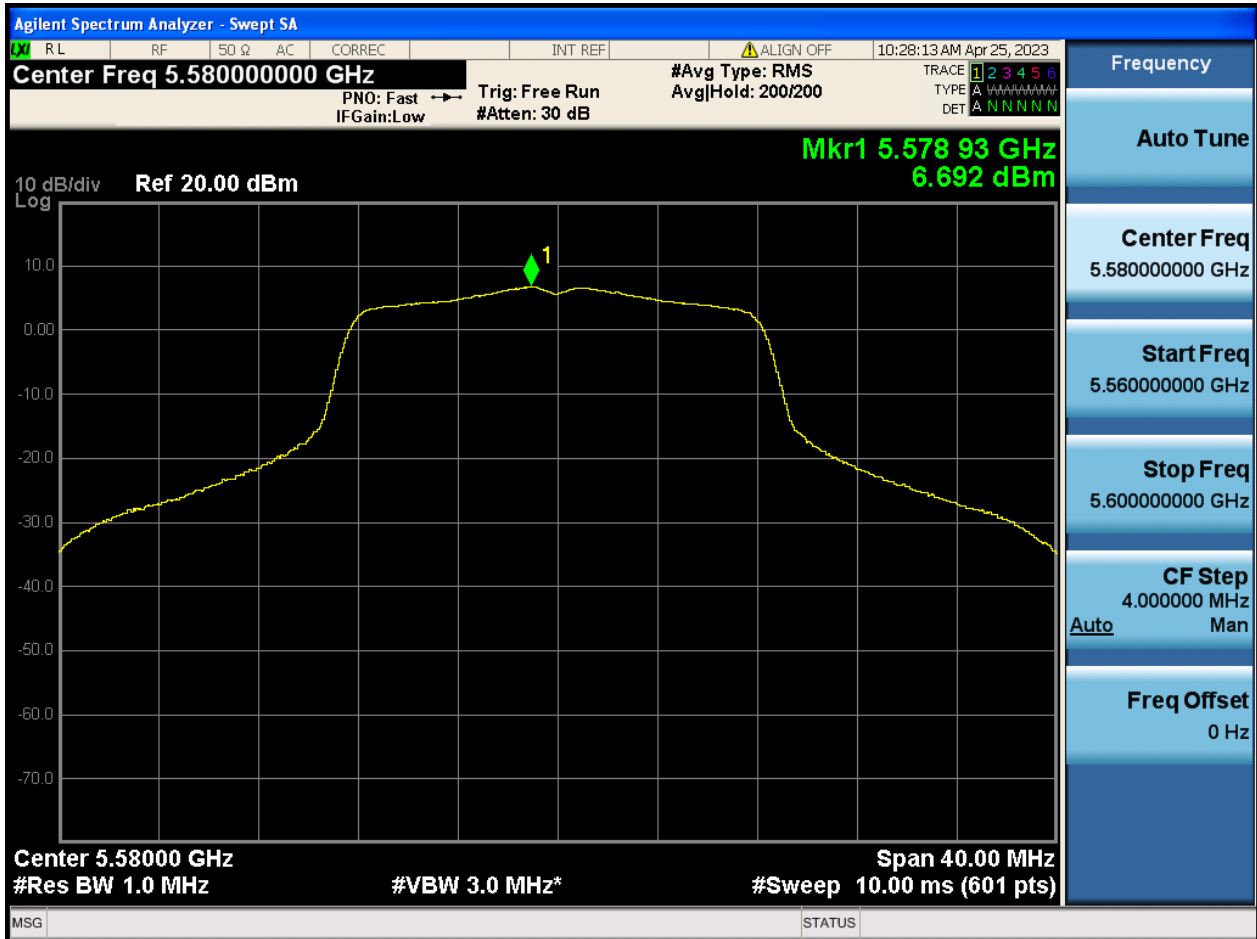 Agilent Spectrum Analyzer - Swept SA
LXI RL RF 50 Ω AC CORREC INT REF ALIGN OFF 10:28:13 AM Apr 25, 2023
Center Freq 5.580000000 GHz
PNO: Fast
IFGain:Low
Trig: Free Run
#Atten: 30 dB
#Avg Type: RMS
Avg|Hold: 200/200
TRACE 1 2 3 4 5 6
TYPE A WWWWW
DET A N N N N N
Mkr1 5.578 93 GHz
6.692 dBm
10 dB/div Ref 20.00 dBm
Log
1
10.0
0.00
-10.0
-20.0
-30.0
-40.0
-50.0
-60.0
-70.0
Center 5.58000 GHz Span 40.00 MHz
#Res BW 1.0 MHz #VBW 3.0 MHz* #Sweep 10.00 ms (601 pts)
MSG STATUS
Frequency
Auto Tune
Center Freq
5.580000000 GHz
Start Freq
5.560000000 GHz
Stop Freq
5.600000000 GHz
CF Step
4.000000 MHz
Auto Man
Freq Offset
0 Hz